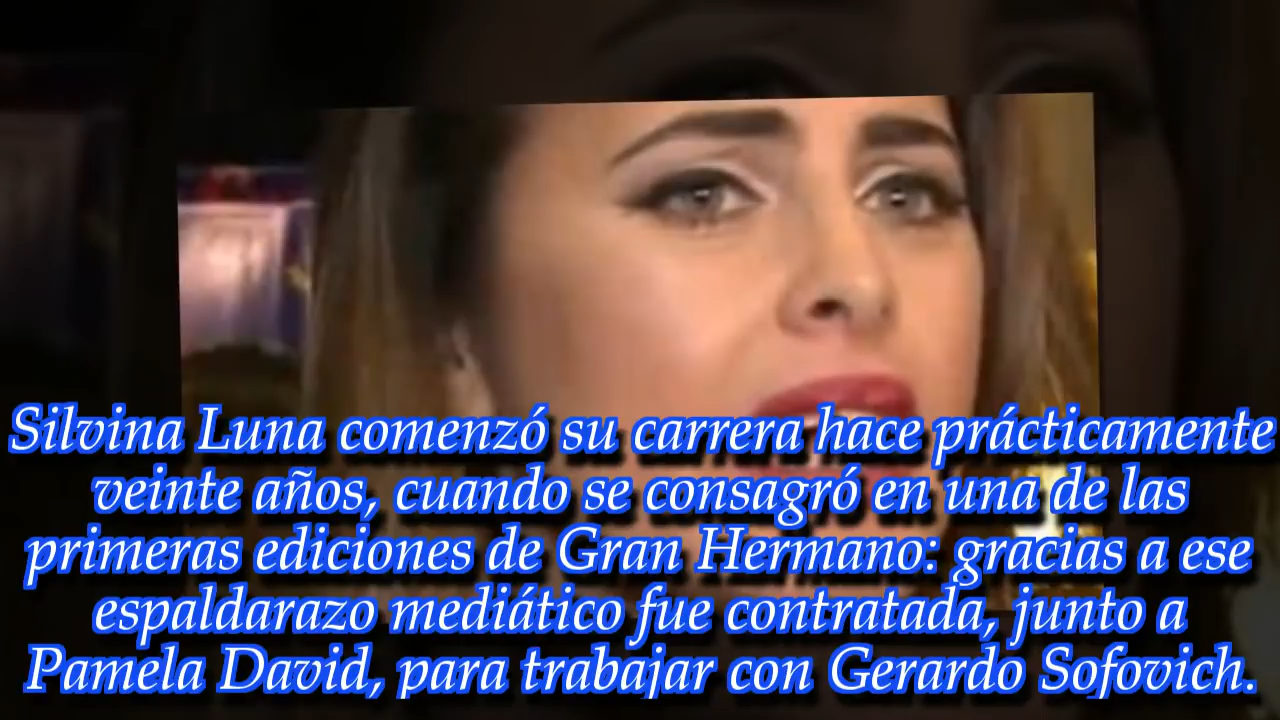 Silvina Luna comenzó su carrera hace prácticamente
veinte años, cuando se consagró en una de las
primeras ediciones de Gran Hermano: gracias a ese
espaldarazo mediático fue contratada, junto a
Pamela David, para trabajar con Gerardo Sofovich.